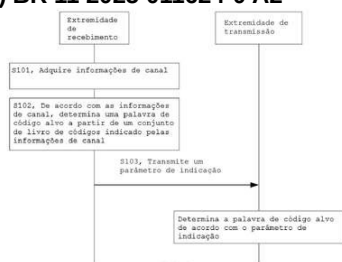 BR 11 2023 011624 0 A2
Extremidade
de
recebimento
Extremidade de
transmissão
S101, Adquire informações de canal
S102, De acordo com as informações
de canal, determina uma palavra de
código alvo a partir de um conjunto
de livro de códigos indicado pelas
informações de canal
S103, Transmite um
parâmetro de indicação
Determina a palavra de código alvo
de acordo com o parâmetro de
indicação